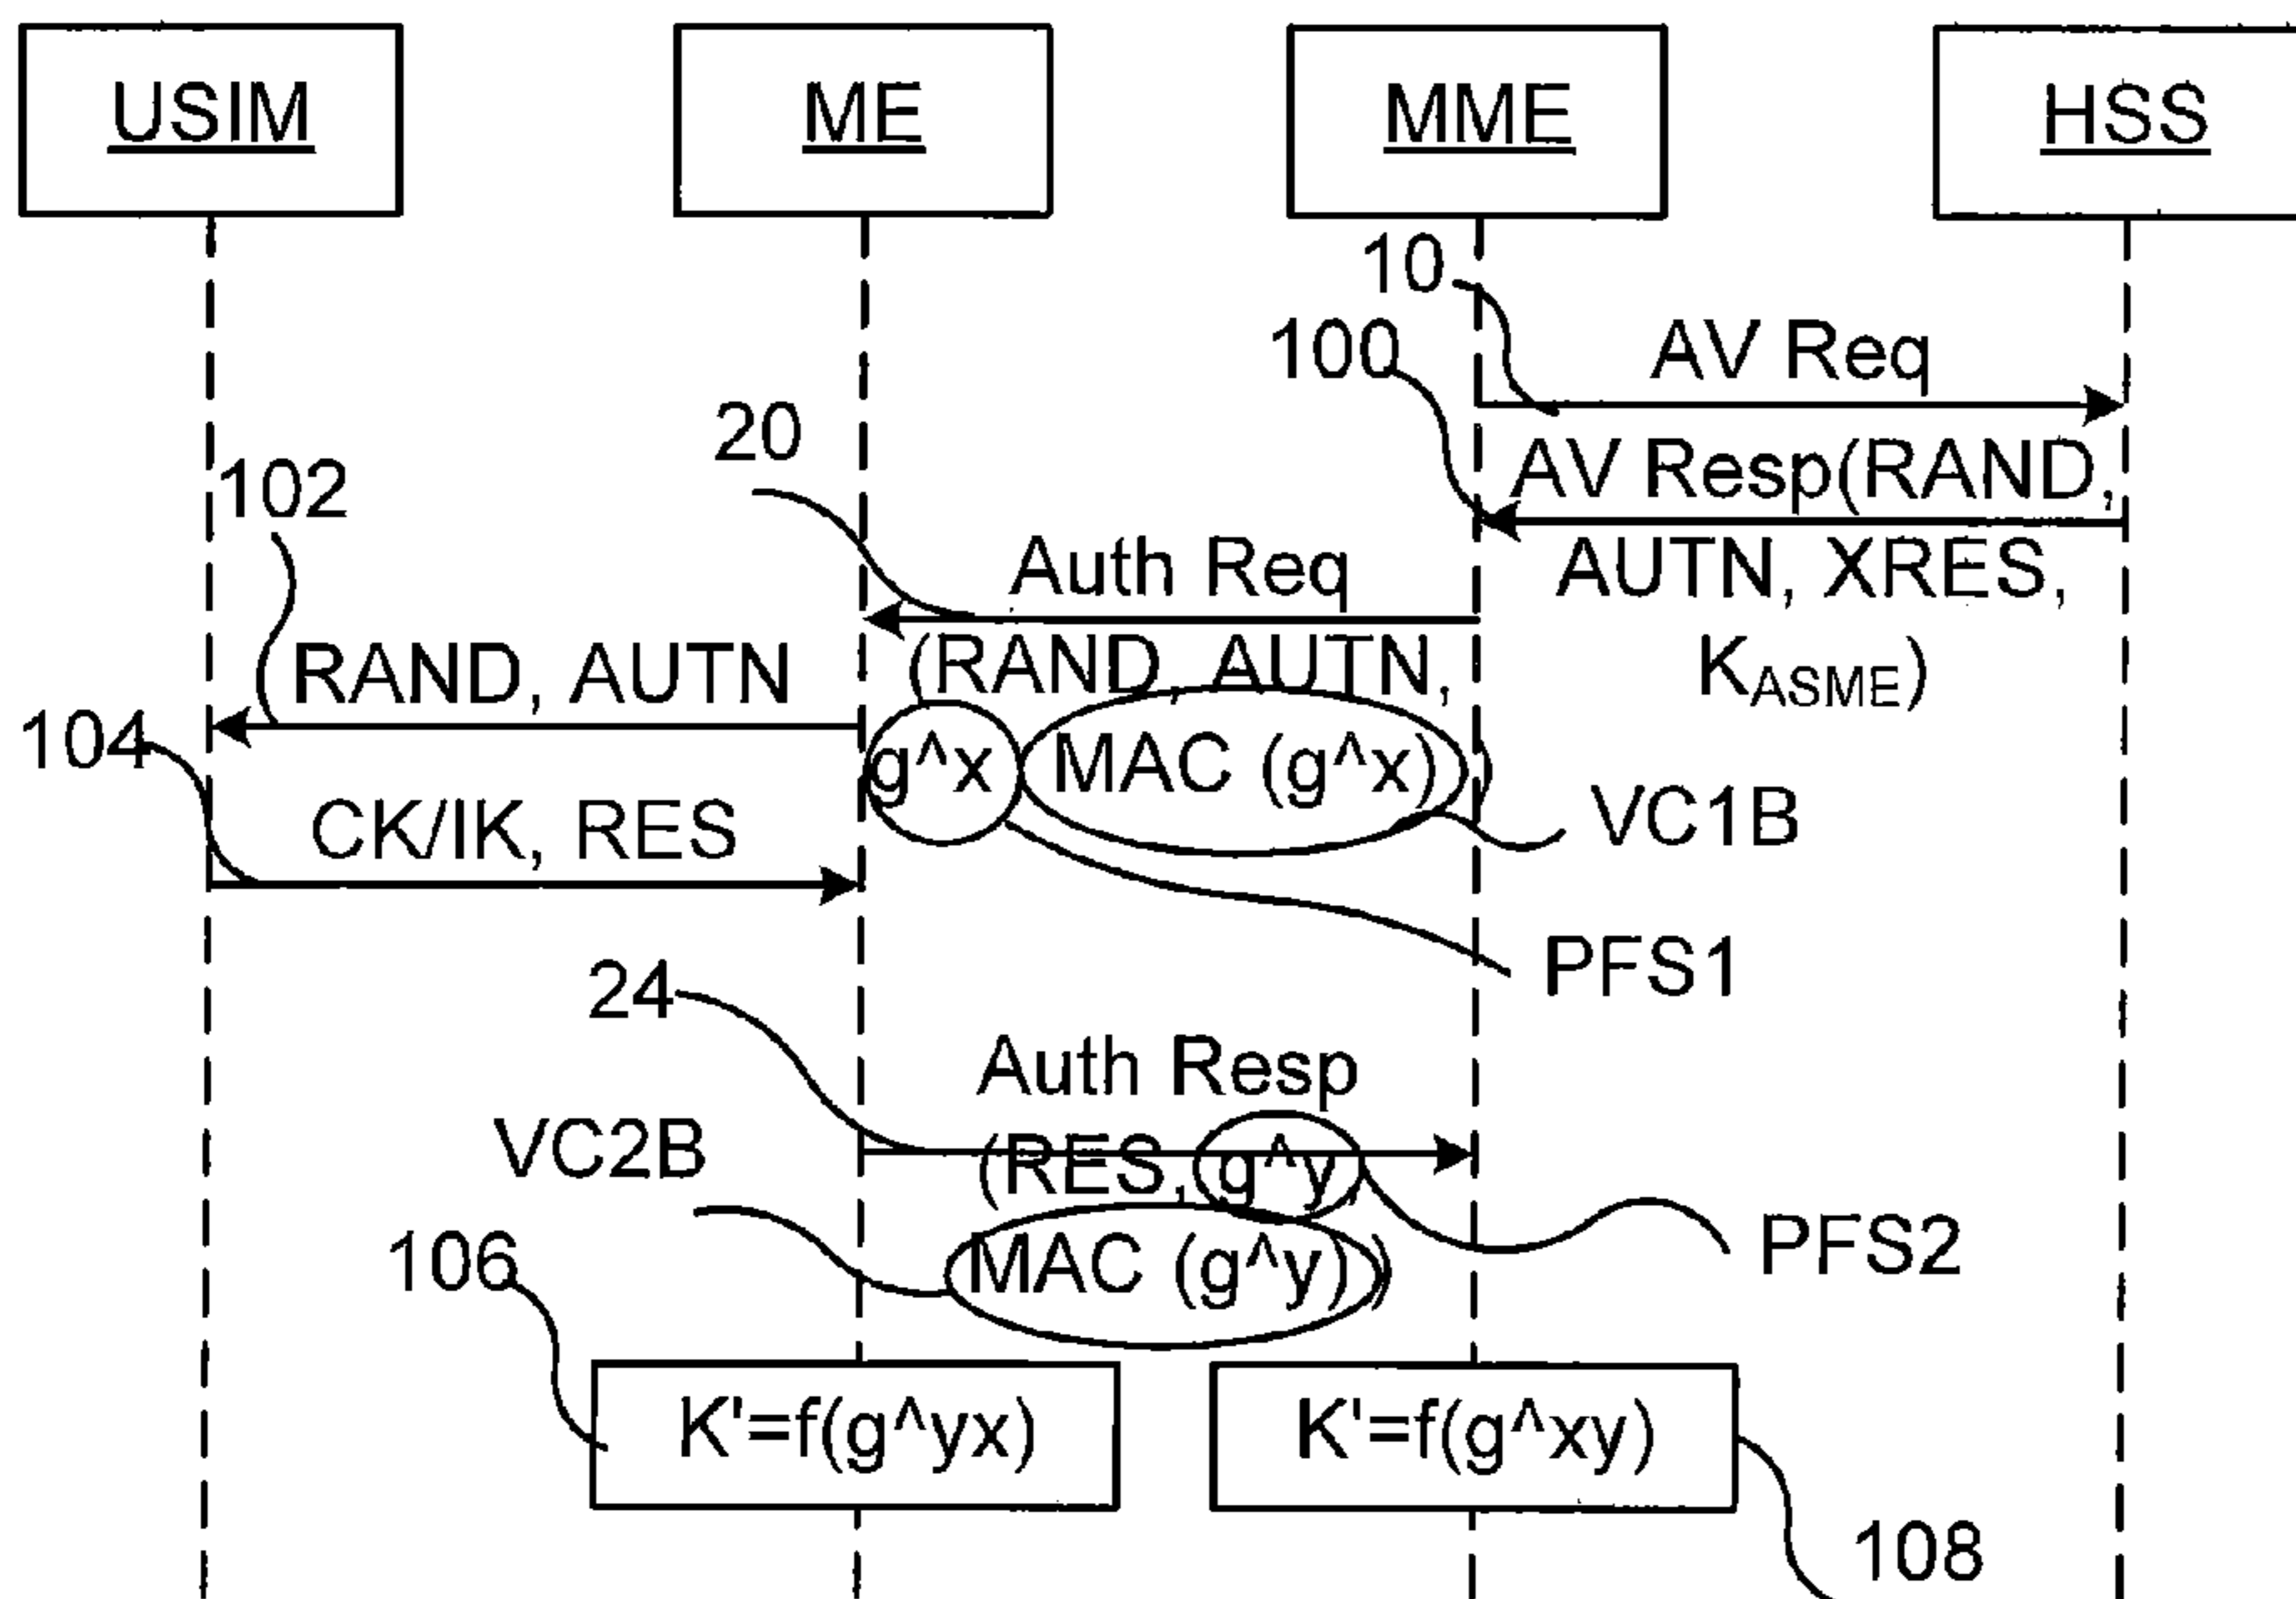 USIM
ME
MME
HSS
10
AV Req
100
20
AV Resp(RAND,
102
Auth Req
AUTN, XRES,
RAND, AUTN
(RAND, AUTN,
K_ASME)
104
g^x
MAC (g^x))
VC1B
CK/IK, RES
PFS1
24
Auth Resp
VC2B
(RES, g^y,
PFS2
106
MAC (g^y))
K'=f(g^yx)
K'=f(g^xy)
108